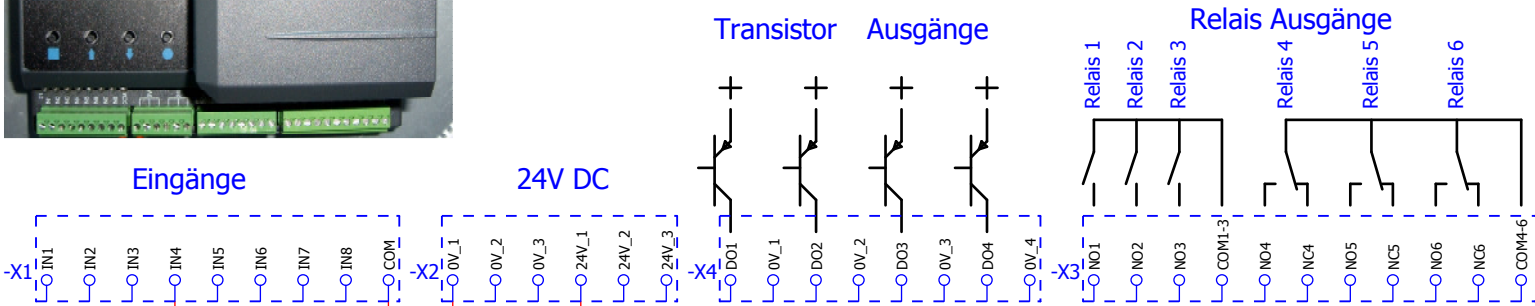 Transistor Ausgänge
Relais Ausgänge
Relais 1
Relais 2
Relais 3
Relais 4
Relais 5
Relais 6
Eingänge
24V DC
-X1 IN1 IN2 IN3 IN4 IN5 IN6 IN7 IN8 COM
-X2 0V_1 0V_2 0V_3 24V_1 24V_2 24V_3
-X4 DO1 0V_1 DO2 0V_2 DO3 0V_3 DO4 0V_4
-X3 NO1 NO2 NO3 COM1-3 NO4 NC4 NO5 NC5 NO6 NC6 COM4-6